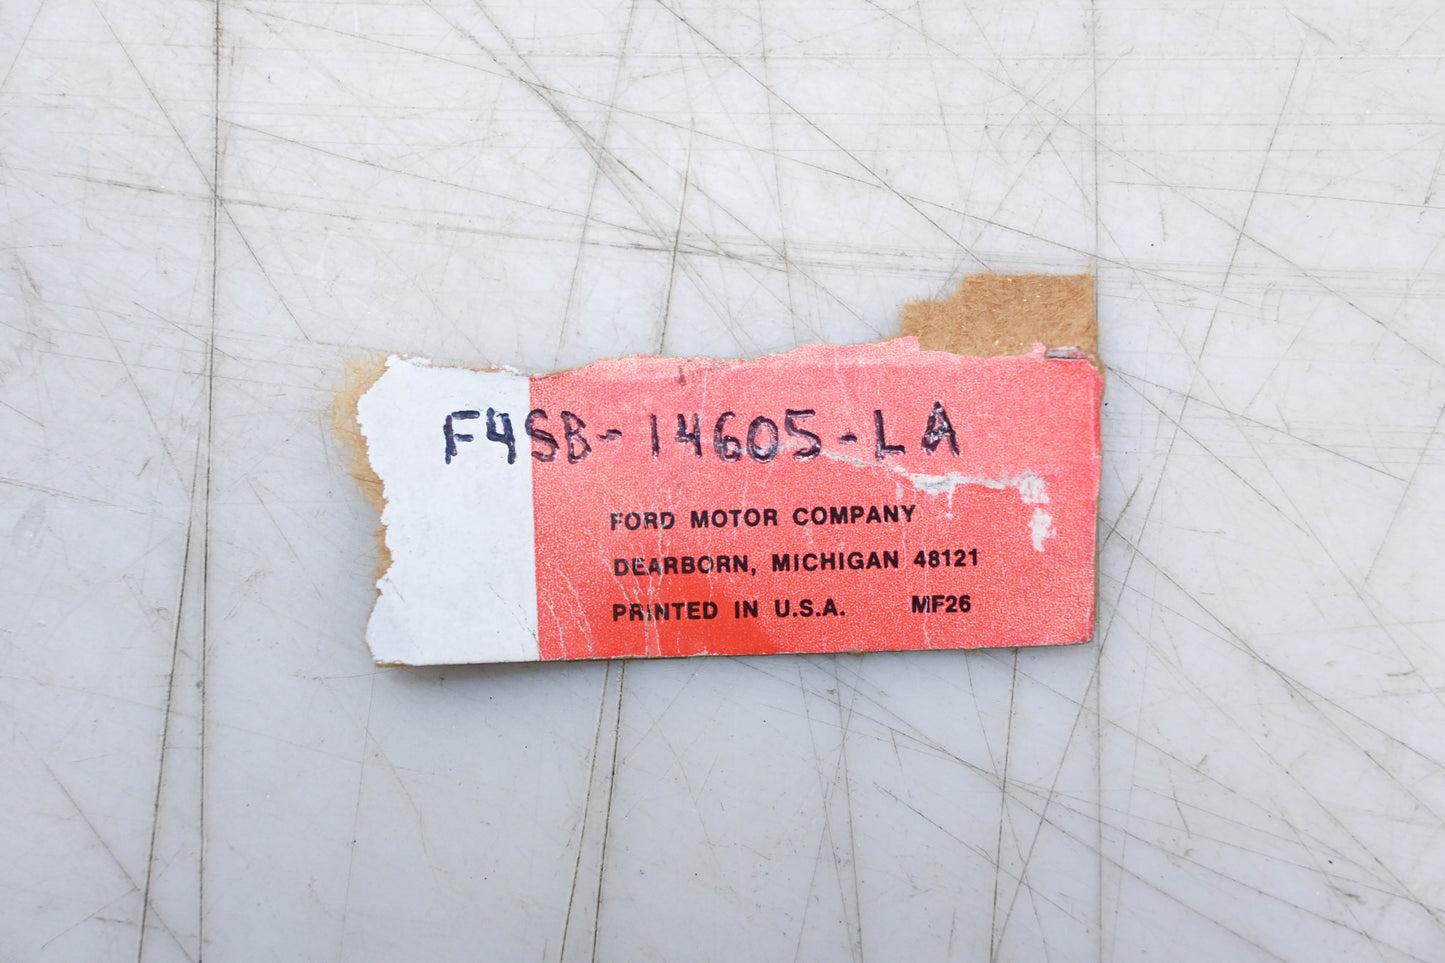 F4SB-14605-LA
FORD MOTOR COMPANY
DEARBORN, MICHIGAN 48121
PRINTED IN U.S.A. MF26